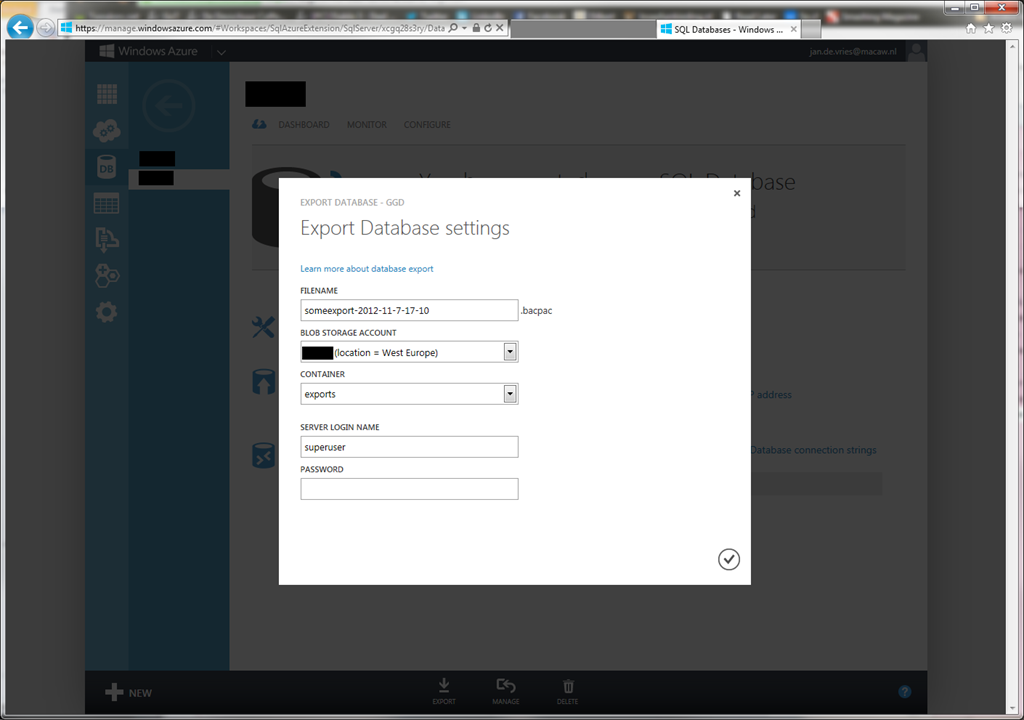 https://manage.windowsazure.com/#Workspaces/SqlAzureExtension/SqlServer/xcgq28s3ry/Data
SQL Databases - Windows ...
Windows Azure
jan.de.vries@macaw.nl
DASHBOARD MONITOR CONFIGURE
DB
SQL Database
EXPORT DATABASE - GGD
Export Database settings
Learn more about database export
FILENAME
someexport-2012-11-7-17-10 .bacpac
BLOB STORAGE ACCOUNT
(location = West Europe)
CONTAINER
exports
address
SERVER LOGIN NAME
superuser
Database connection strings
PASSWORD
NEW
EXPORT
MANAGE
DELETE
?